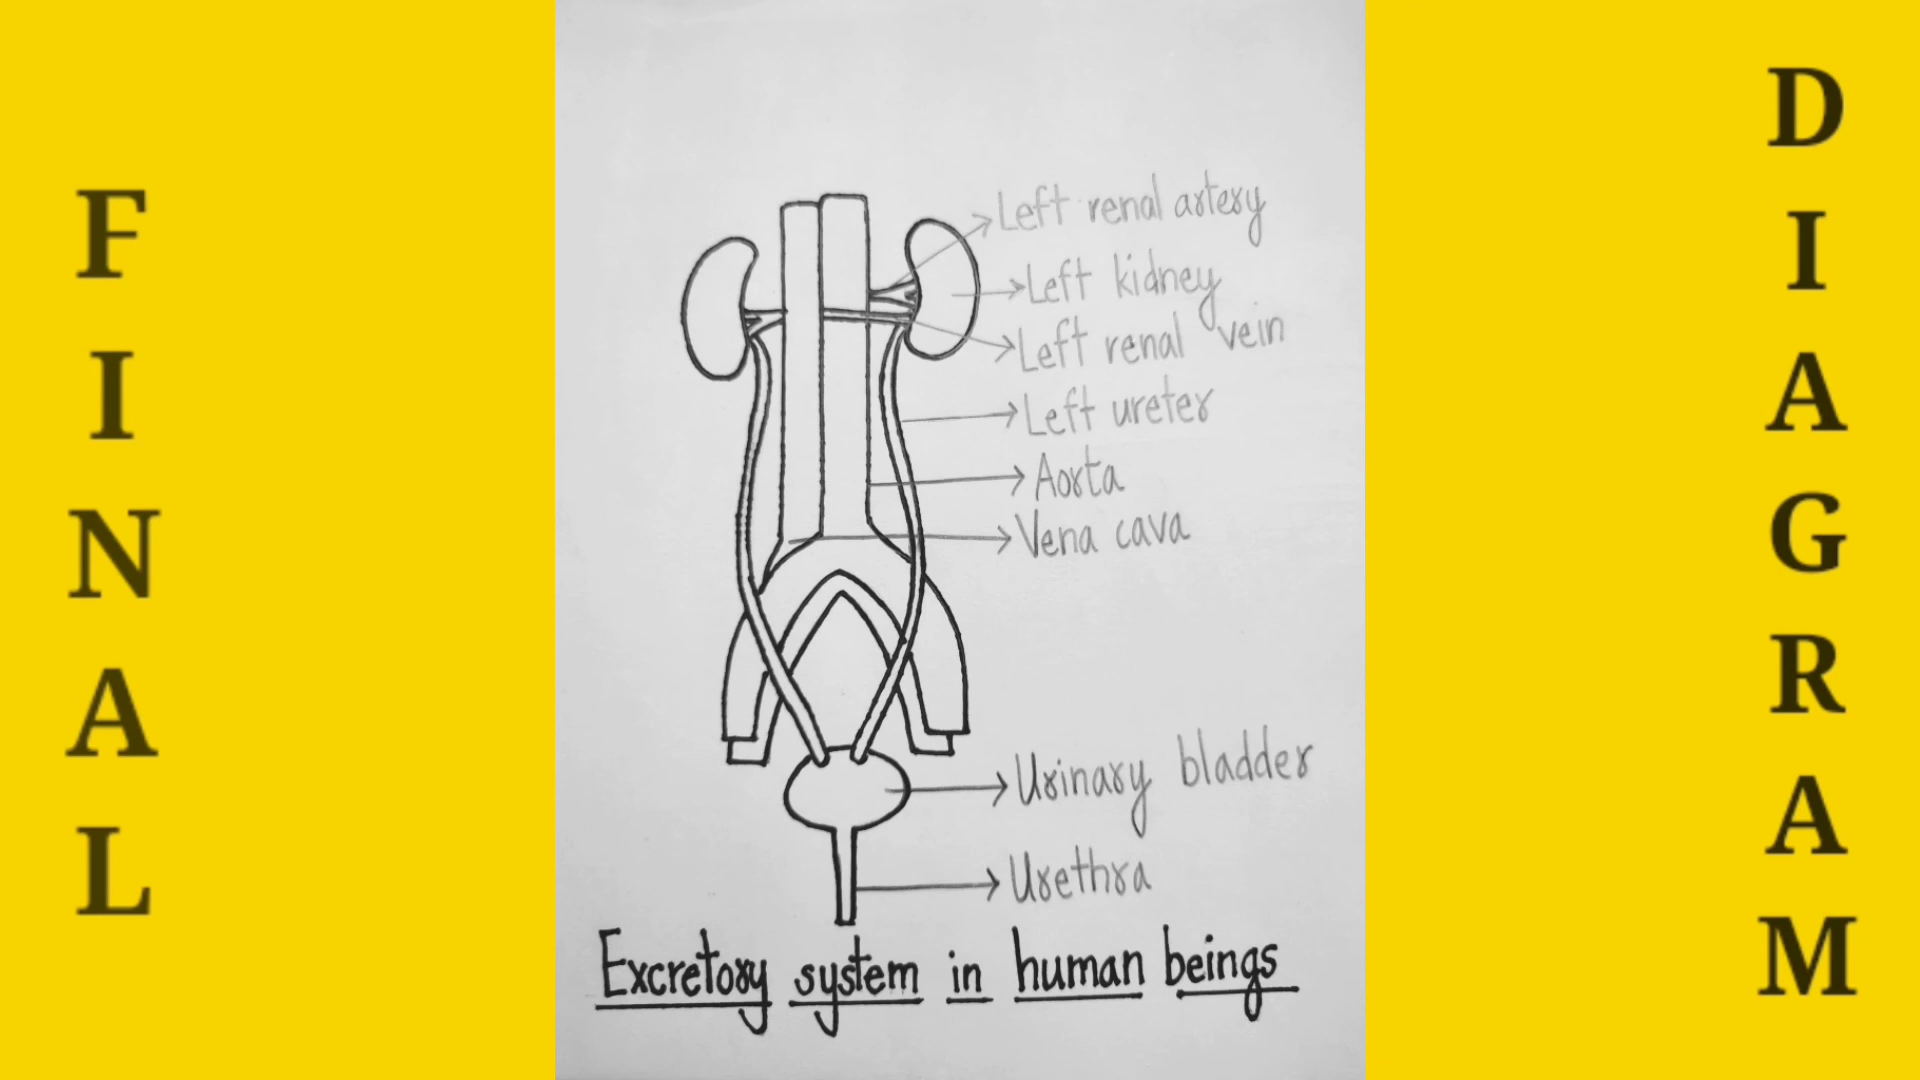 FINAL
Left renal artery
Left kidney
Left renal vein
Left ureter
Aorta
Vena cava
Urinary bladder
Urethra
Excretory system in human beings
DIAGRAM